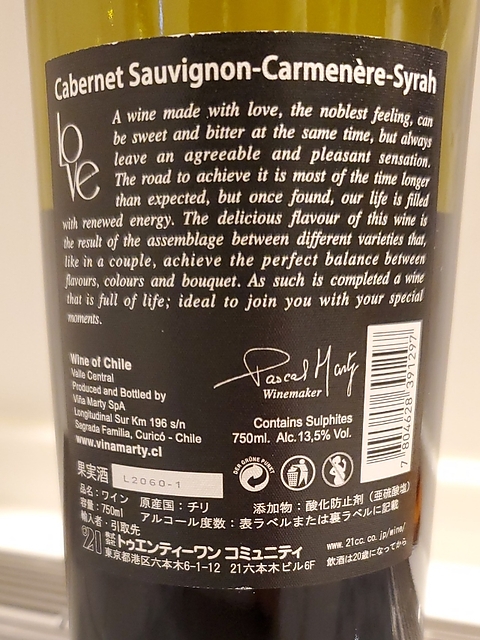 Cabernet Sauvignon-Carmenère-Syrah
love
A wine made with love, the noblest feeling, can
be sweet and bitter at the same time, but always
leave an agreeable and pleasant sensation.
The road to achieve it is most of the time longer
than expected, but once found, our life is filled
with renewed energy. The delicious flavour of this wine is
the result of the assemblage between different varieties that,
like in a couple, achieve the perfect balance between
flavours, colours and bouquet. As such is completed a wine
that is full of life; ideal to join you with your special
moments.
Wine of Chile
Valle Central
Produced and Bottled by
Viña Marty SpA
Longitudinal Sur Km 196 s/n
Sagrada Familia, Curicó - Chile
www.vinamarty.cl
Pascal Marty
Winemaker
Contains Sulphites
750ml. Alc.13,5% Vol.
7 804628 391297
DER GRÜNE PUNKT
果実酒 L2060-1
品名：ワイン 原産国：チリ 添加物：酸化防止剤（亜硫酸塩）
容量：750ml アルコール度数：表ラベルまたは裏ラベルに記載
輸入者：引取先
'21 株式会社 トゥエンティーワン コミュニティ www.21cc.co.jp/wine/
東京都港区六本木6-1-12 21六本木ビル6F 飲酒は20歳になってから